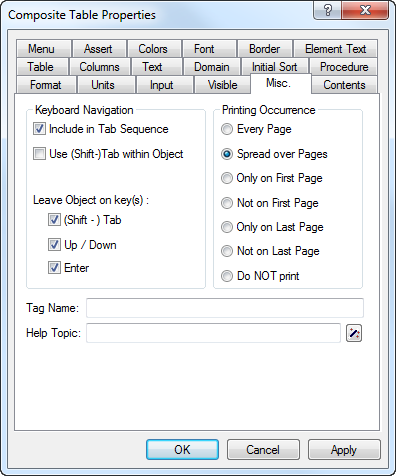 Composite Table Properties
Menu Assert Colors Font Border Element Text
Table Columns Text Domain Initial Sort Procedure
Format Units Input Visible Misc. Contents
Keyboard Navigation
Include in Tab Sequence
Use (Shift-)Tab within Object
Leave Object on key(s) :
(Shift - ) Tab
Up / Down
Enter
Printing Occurrence
Every Page
Spread over Pages
Only on First Page
Not on First Page
Only on Last Page
Not on Last Page
Do NOT print
Tag Name:
Help Topic:
OK Cancel Apply